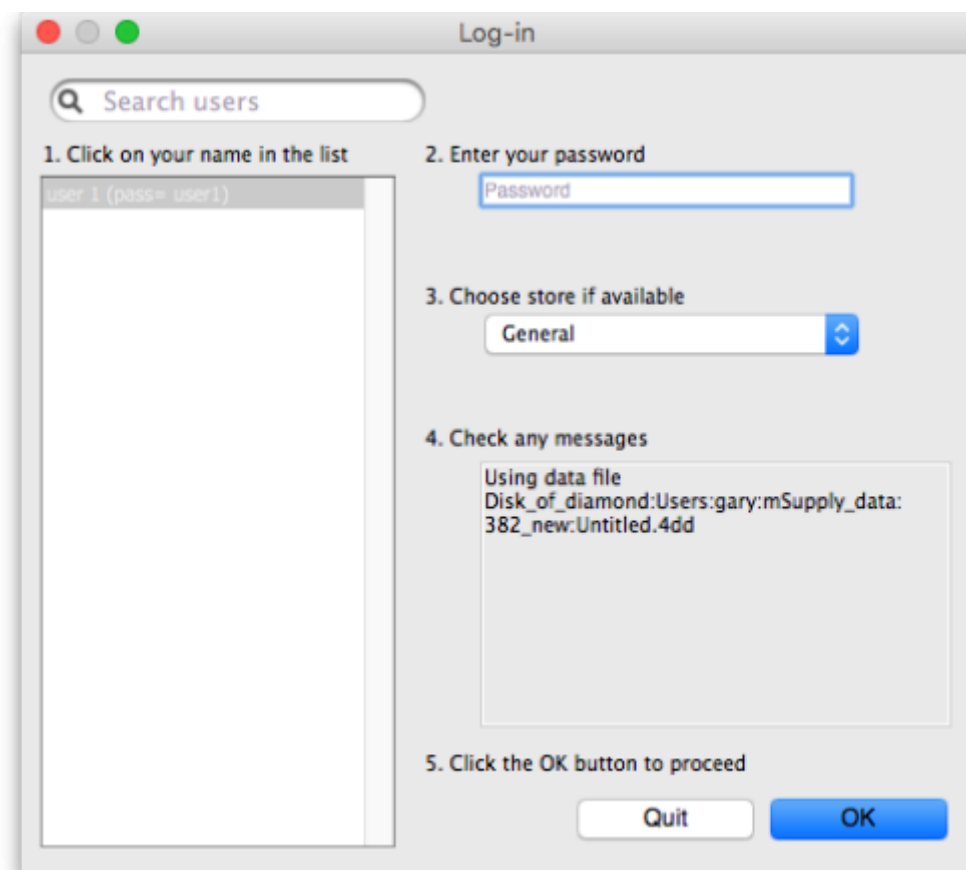 Log-in
Search users
1. Click on your name in the list
user 1 (pass= user1)
2. Enter your password
Password
3. Choose store if available
General
4. Check any messages
Using data file
Disk_of_diamond:Users:gary:mSupply_data:
382_new:Untitled.4dd
5. Click the OK button to proceed
Quit
OK